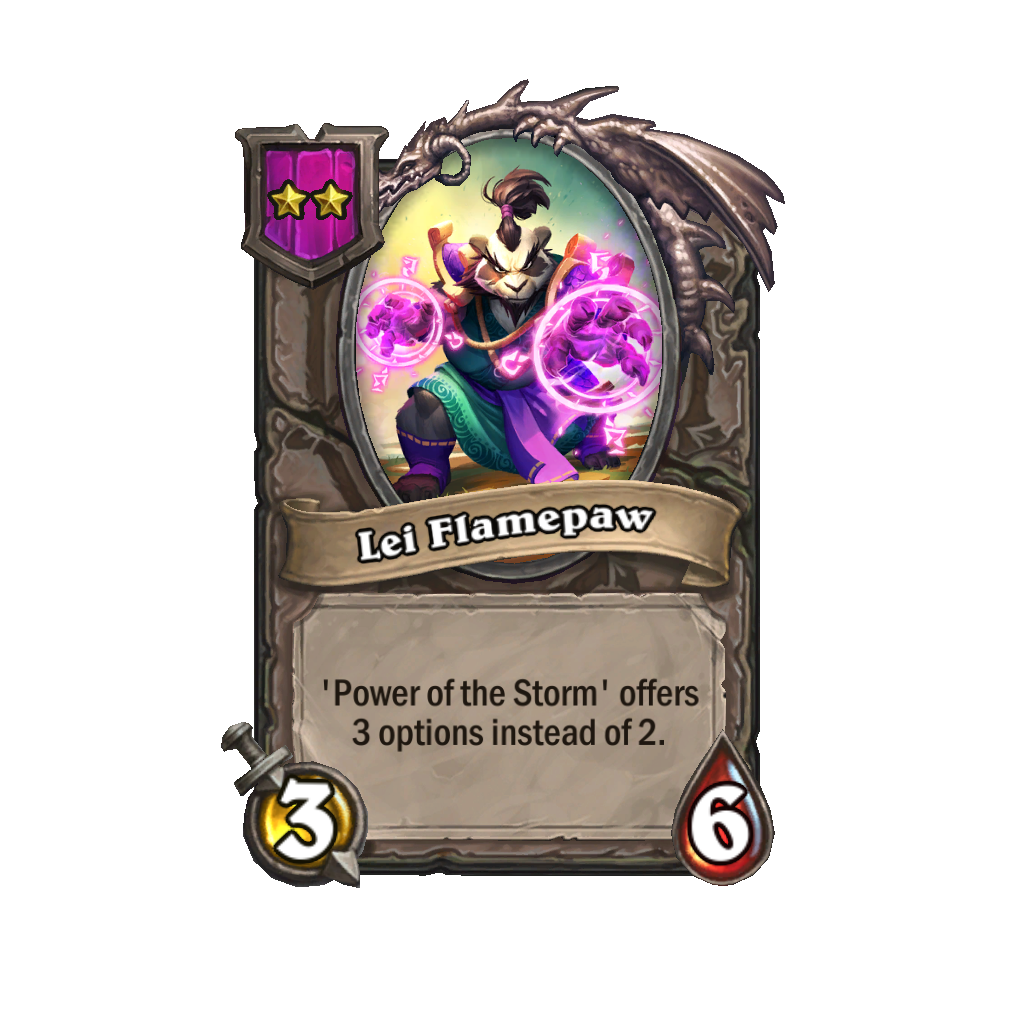 Lei Flamepaw
'Power of the Storm' offers
3 options instead of 2.
3
6